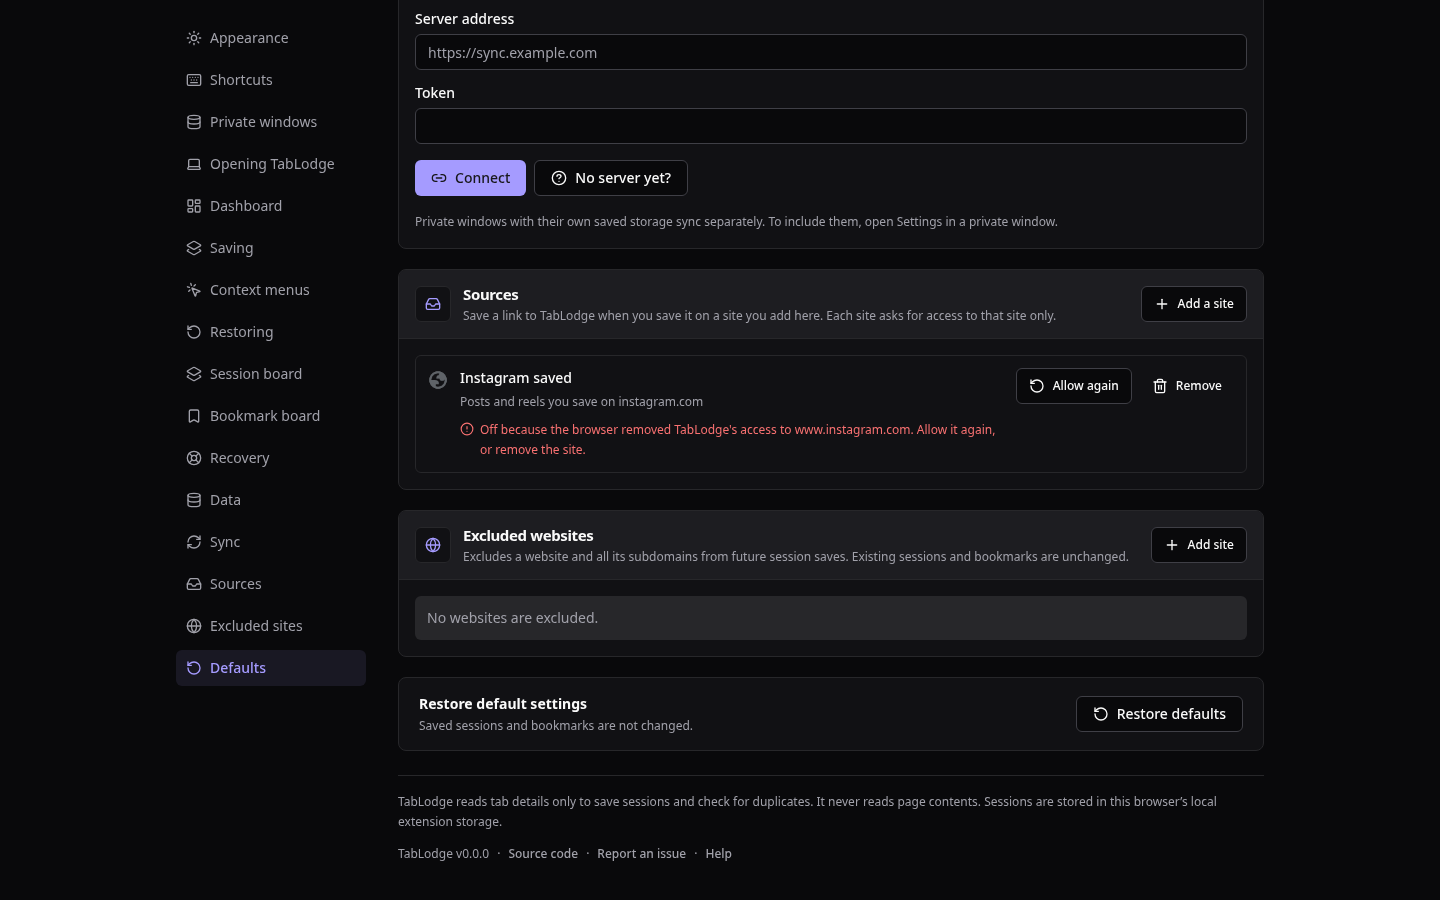 Appearance
Shortcuts
Private windows
Opening TabLodge
Dashboard
Saving
Context menus
Restoring
Session board
Bookmark board
Recovery
Data
Sync
Sources
Excluded sites
Defaults
Server address
https://sync.example.com
Token
Connect
No server yet?
Private windows with their own saved storage sync separately. To include them, open Settings in a private window.
Sources
Save a link to TabLodge when you save it on a site you add here. Each site asks for access to that site only.
Add a site
Instagram saved
Posts and reels you save on instagram.com
Off because the browser removed TabLodge's access to www.instagram.com. Allow it again,
or remove the site.
Allow again
Remove
Excluded websites
Excludes a website and all its subdomains from future session saves. Existing sessions and bookmarks are unchanged.
Add site
No websites are excluded.
Restore default settings
Saved sessions and bookmarks are not changed.
Restore defaults
TabLodge reads tab details only to save sessions and check for duplicates. It never reads page contents. Sessions are stored in this browser’s local
extension storage.
TabLodge v0.0.0 · Source code · Report an issue · Help